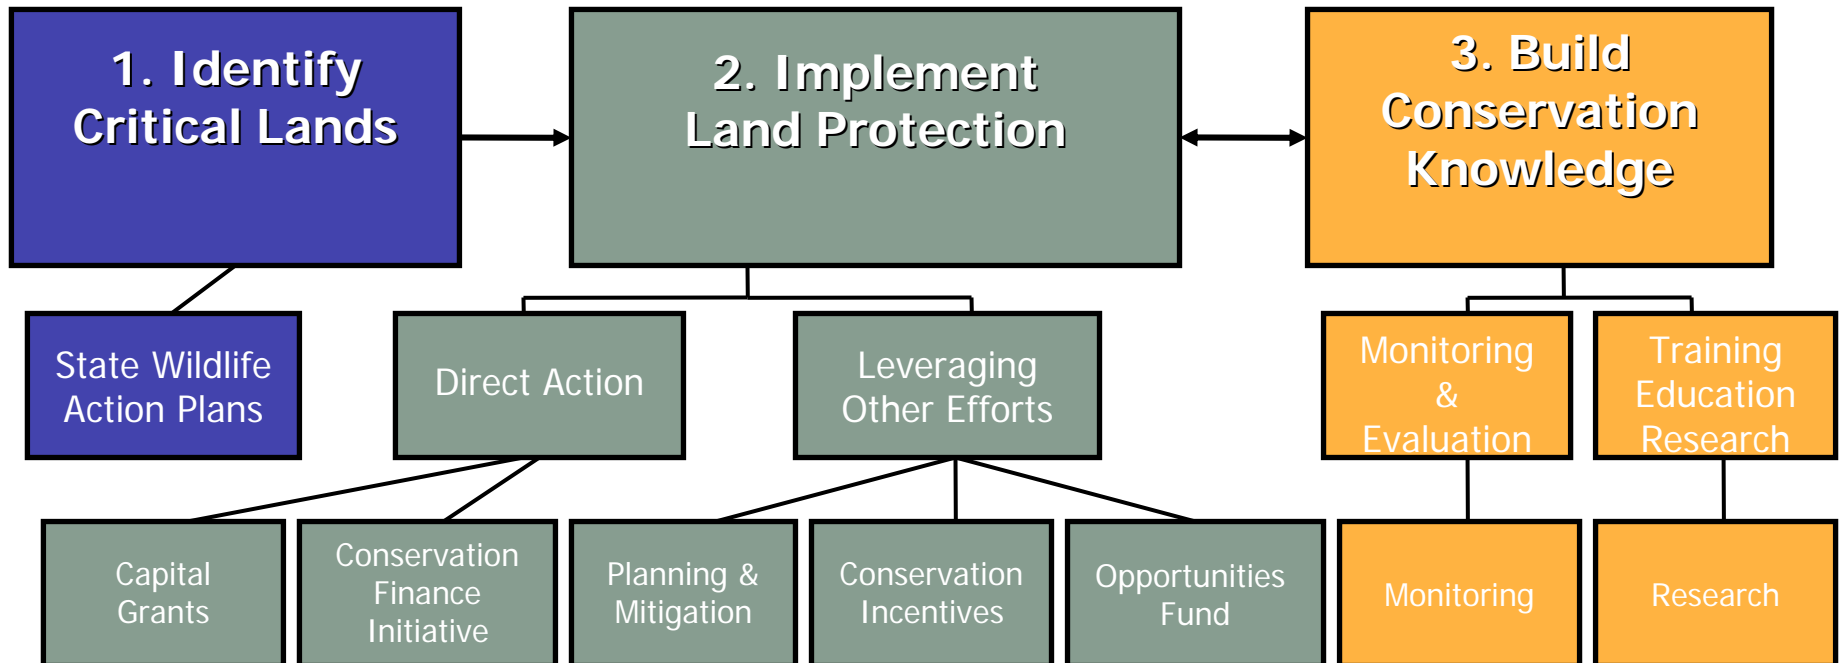 1. Identify
Critical Lands
2. Implement
Land Protection
3. Build
Conservation
Knowledge
State Wildlife
Action Plans
Direct Action
Leveraging
Other Efforts
Monitoring
&
Evaluation
Training
Education
Research
Capital
Grants
Conservation
Finance
Initiative
Planning &
Mitigation
Conservation
Incentives
Opportunities
Fund
Monitoring
Research